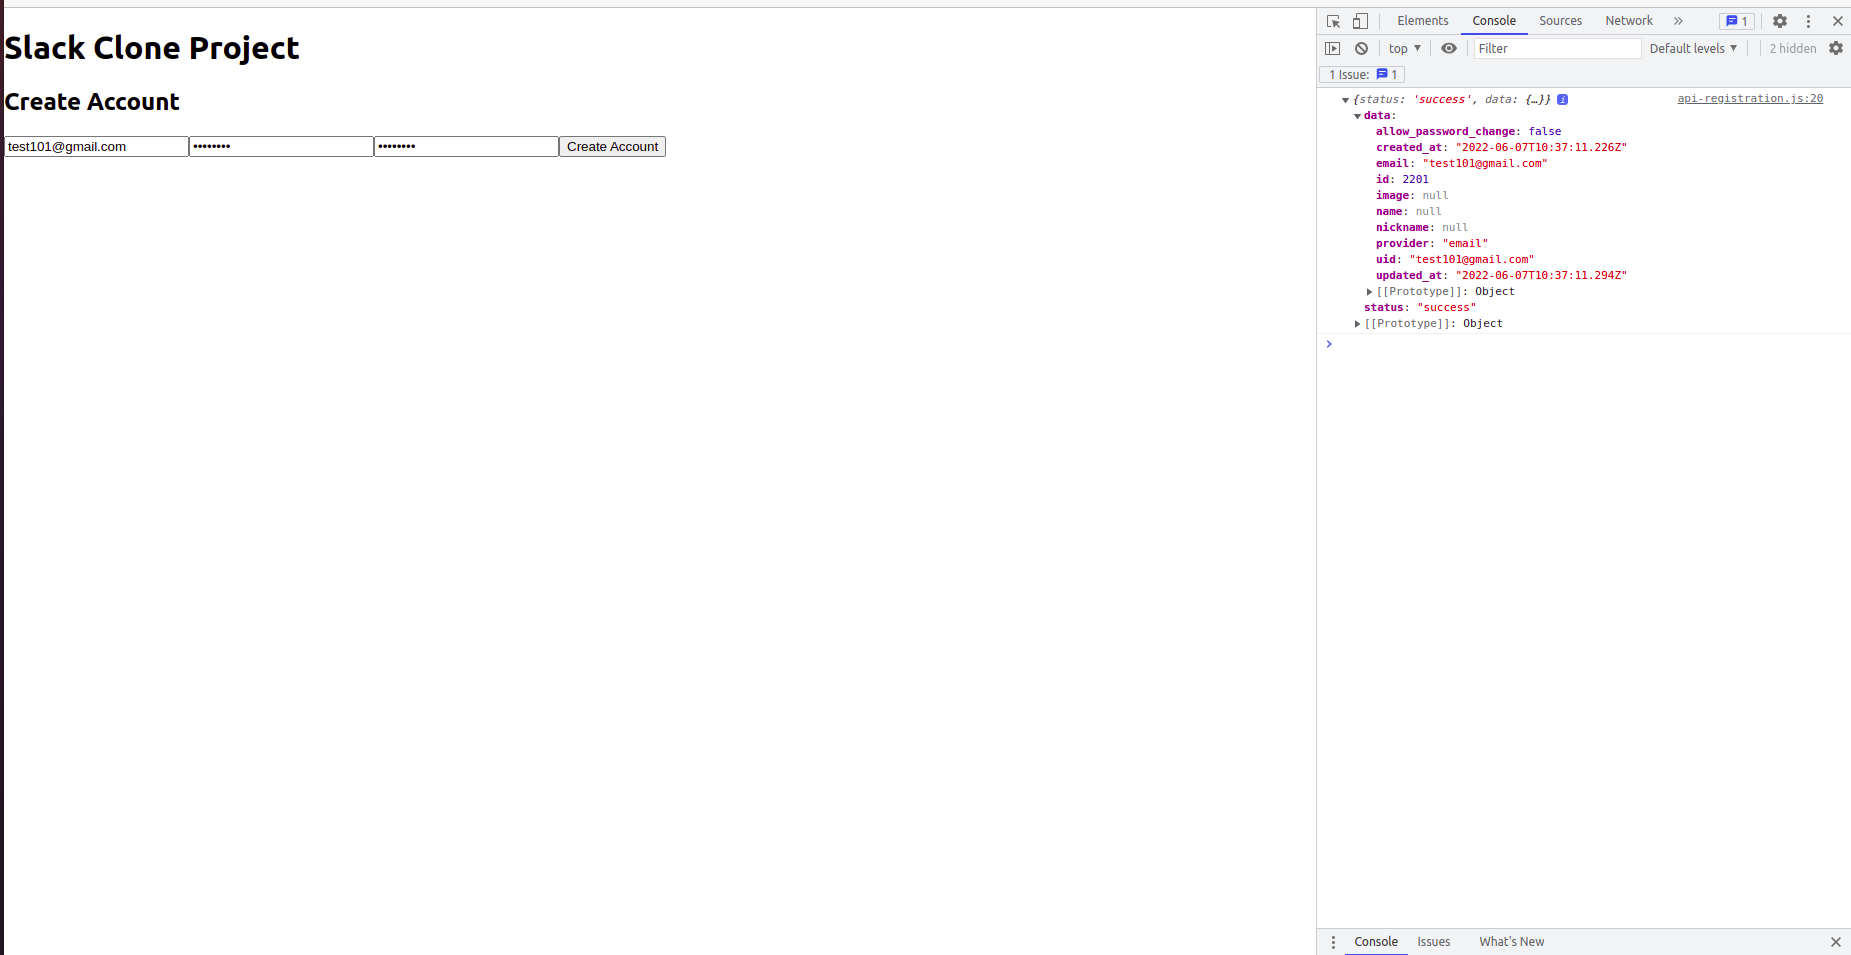 Slack Clone Project
Create Account
test101@gmail.com •••••••• •••••••• Create Account
Elements Console Sources Network » 1
top ▼ Filter Default levels ▼ 2 hidden
1 Issue: 1
▼ {status: 'success', data: {…}} i api-registration.js:20
▼ data:
allow_password_change: false
created_at: "2022-06-07T10:37:11.226Z"
email: "test101@gmail.com"
id: 2201
image: null
name: null
nickname: null
provider: "email"
uid: "test101@gmail.com"
updated_at: "2022-06-07T10:37:11.294Z"
▶ [[Prototype]]: Object
status: "success"
▶ [[Prototype]]: Object
›
Console Issues What's New